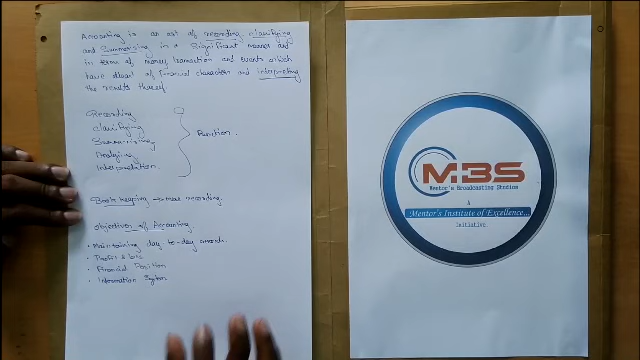 Accounting is an art of recording, classifying
and Summarising in a Significant manner and
in terms of money, transaction and events which
have atleast of financial character and interpreting
the results thereof.
Recording
classifying
Summarising
Analysing
Interpretation.
Function.
Book keeping → mere recording.
objectives of Accounting
• Maintaining day-to-day records.
• Profit & loss
• Financial Position
• Information System
MBS
Mentor's Broadcasting Station
A
Mentor's Institute of Excellence...
Initiative.